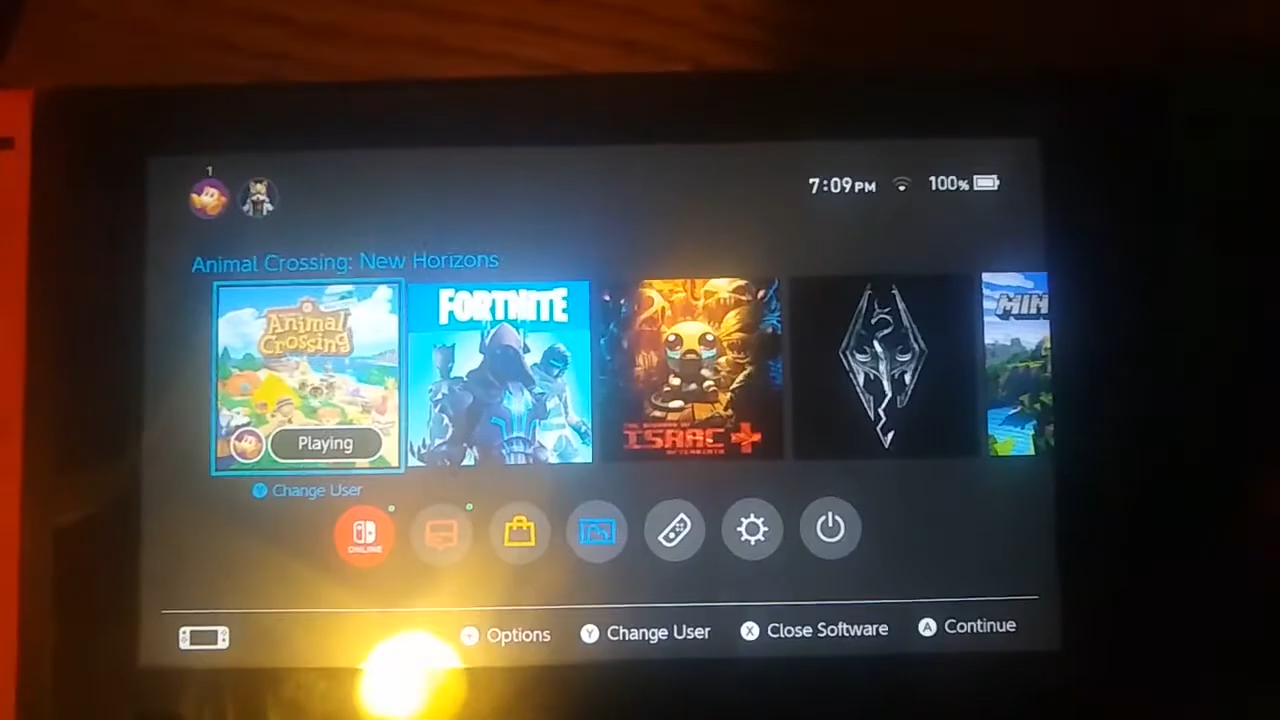 1
7:09 PM 100%
Animal Crossing: New Horizons
Animal
Crossing
Playing
FORTNITE
ISAAC +
AFTERBIRTH
MIN
Y Change User
ONLINE
+ Options Y Change User X Close Software A Continue